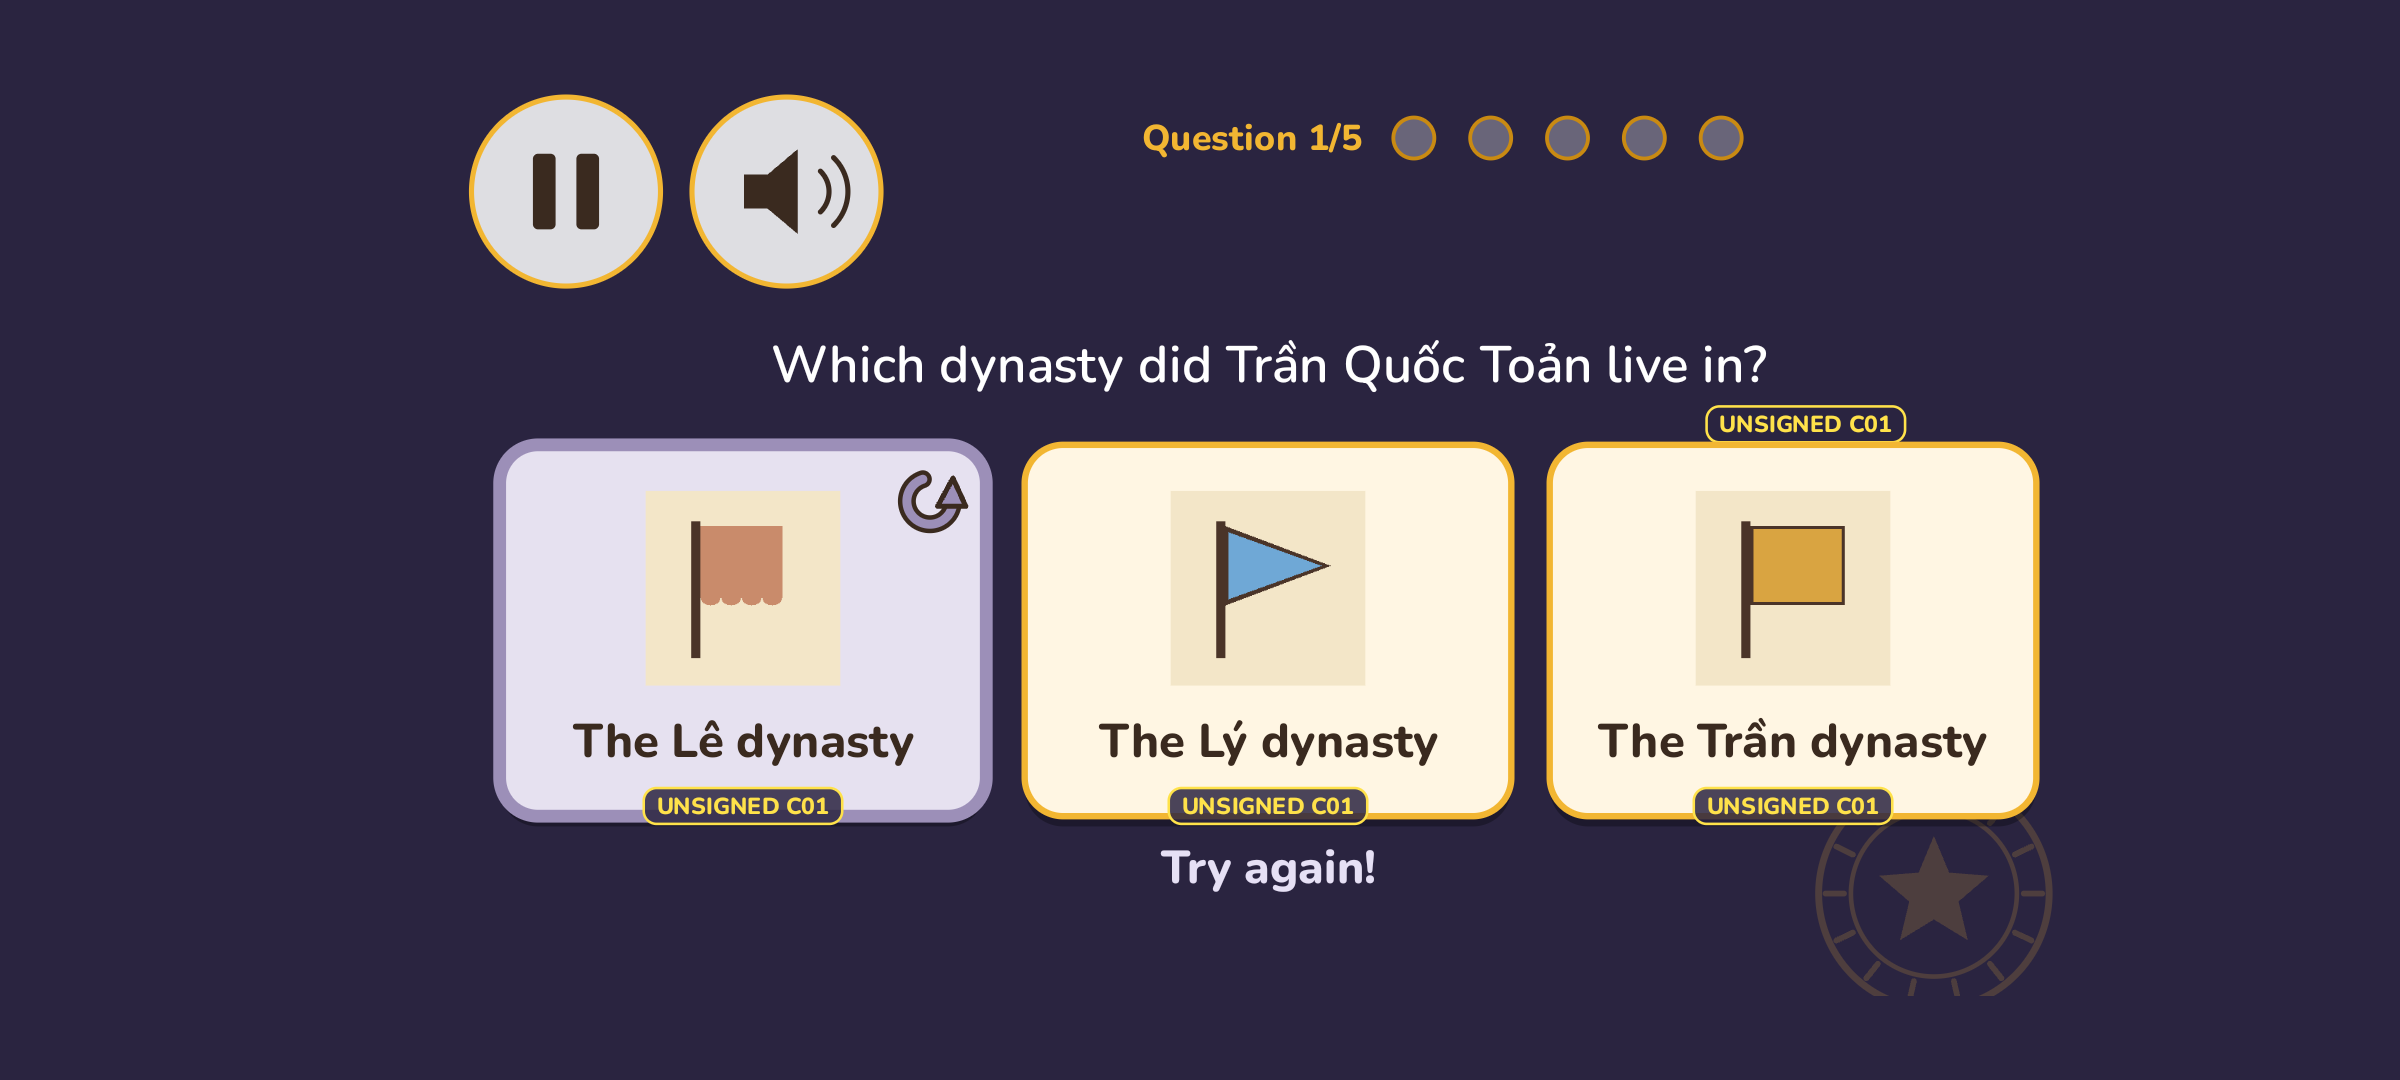 Question 1/5
Which dynasty did Trần Quốc Toản live in?
UNSIGNED C01
The Lê dynasty
The Lý dynasty
The Trần dynasty
UNSIGNED C01
UNSIGNED C01
UNSIGNED C01
Try again!